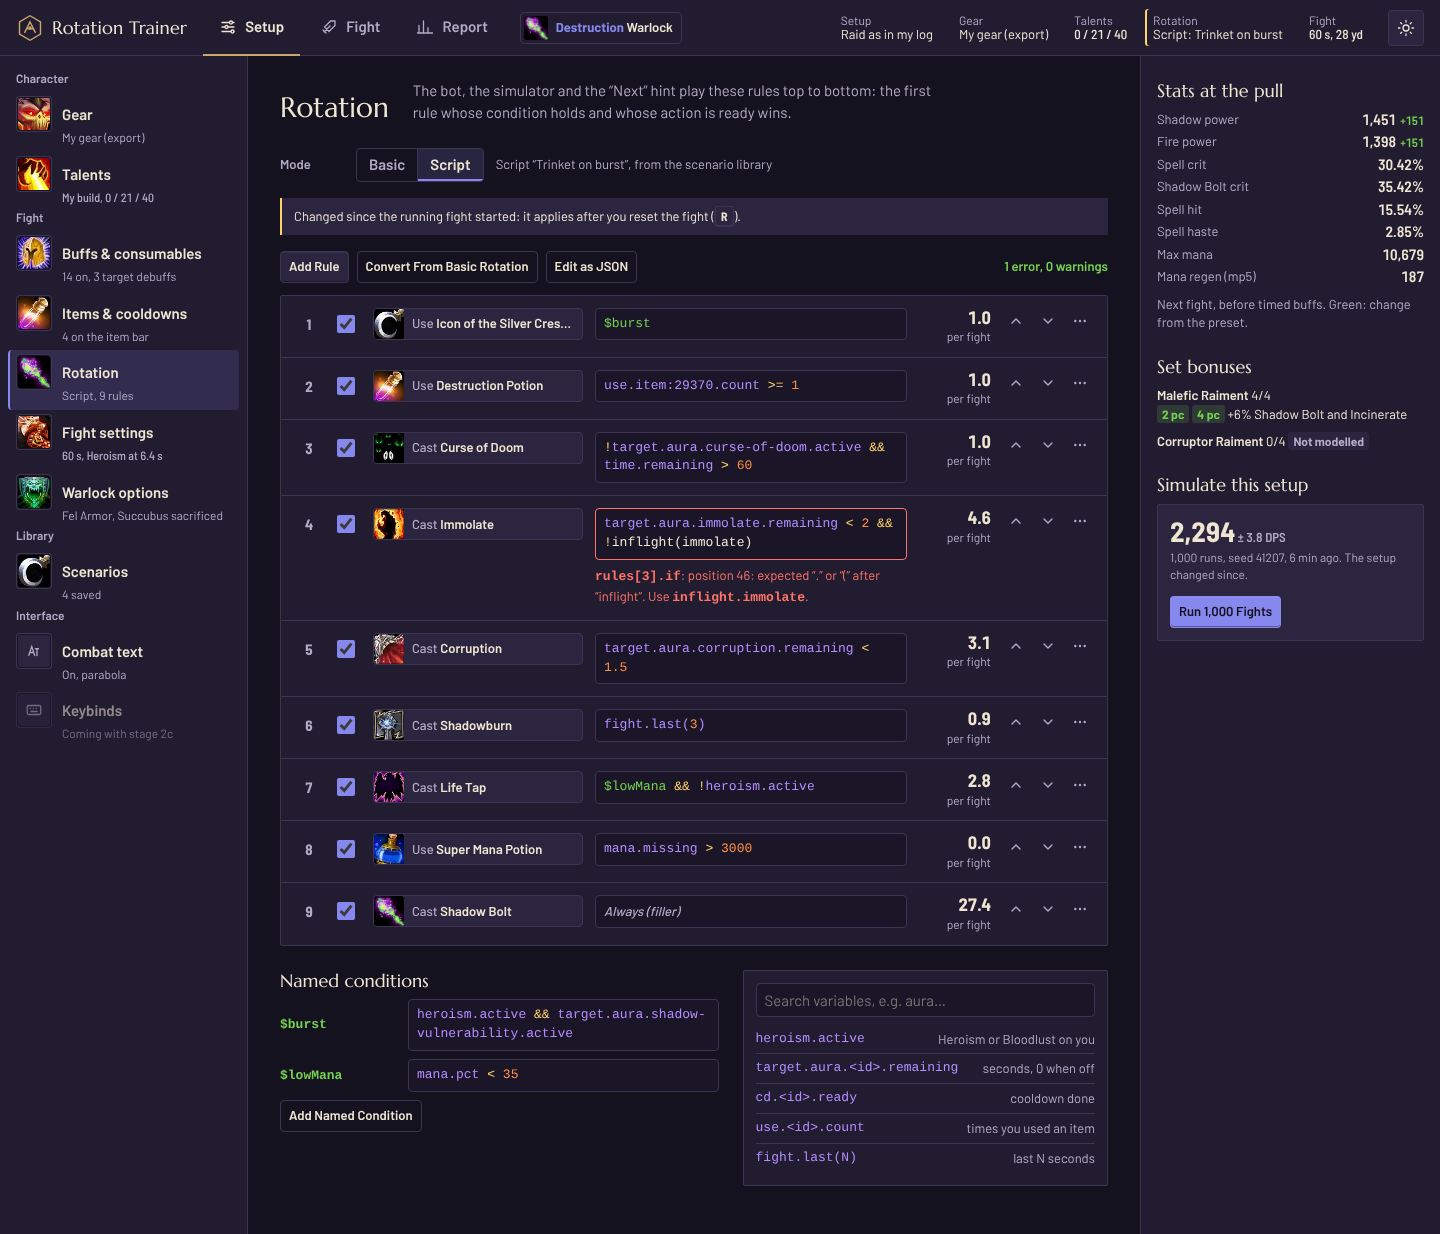 Rotation Trainer
Setup
Fight
Report
Destruction Warlock
Setup
Raid as in my log
Gear
My gear (export)
Talents
0 / 21 / 40
Rotation
Script: Trinket on burst
Fight
60 s, 28 yd
Character
Gear
My gear (export)
Talents
My build, 0 / 21 / 40
Fight
Buffs & consumables
14 on, 3 target debuffs
Items & cooldowns
4 on the item bar
Rotation
Script, 9 rules
Fight settings
60 s, Heroism at 6.4 s
Warlock options
Fel Armor, Succubus sacrificed
Library
Scenarios
4 saved
Interface
Combat text
On, parabola
Keybinds
Coming with stage 2c
Rotation
The bot, the simulator and the “Next” hint play these rules top to bottom: the first
rule whose condition holds and whose action is ready wins.
Mode
Basic
Script
Script “Trinket on burst”, from the scenario library
Changed since the running fight started: it applies after you reset the fight ( R ).
Add Rule
Convert From Basic Rotation
Edit as JSON
1 error, 0 warnings
1
Use Icon of the Silver Cres...
$burst
1.0
per fight
2
Use Destruction Potion
use.item:29370.count >= 1
1.0
per fight
3
Cast Curse of Doom
!target.aura.curse-of-doom.active &&
time.remaining > 60
1.0
per fight
4
Cast Immolate
target.aura.immolate.remaining < 2 &&
!inflight(immolate)
4.6
per fight
rules[3].if: position 46: expected “.” or “(” after
“inflight”. Use inflight.immolate.
5
Cast Corruption
target.aura.corruption.remaining <
1.5
3.1
per fight
6
Cast Shadowburn
fight.last(3)
0.9
per fight
7
Cast Life Tap
$lowMana && !heroism.active
2.8
per fight
8
Use Super Mana Potion
mana.missing > 3000
0.0
per fight
9
Cast Shadow Bolt
Always (filler)
27.4
per fight
Named conditions
$burst
heroism.active && target.aura.shadow-
vulnerability.active
$lowMana
mana.pct < 35
Add Named Condition
Search variables, e.g. aura...
heroism.active
Heroism or Bloodlust on you
target.aura.<id>.remaining
seconds, 0 when off
cd.<id>.ready
cooldown done
use.<id>.count
times you used an item
fight.last(N)
last N seconds
Stats at the pull
Shadow power 1,451 +151
Fire power 1,398 +151
Spell crit 30.42%
Shadow Bolt crit 35.42%
Spell hit 15.54%
Spell haste 2.85%
Max mana 10,679
Mana regen (mp5) 187
Next fight, before timed buffs. Green: change
from the preset.
Set bonuses
Malefic Raiment 4/4
2 pc 4 pc +6% Shadow Bolt and Incinerate
Corruptor Raiment 0/4 Not modelled
Simulate this setup
2,294 ± 3.8 DPS
1,000 runs, seed 41207, 6 min ago. The setup
changed since.
Run 1,000 Fights